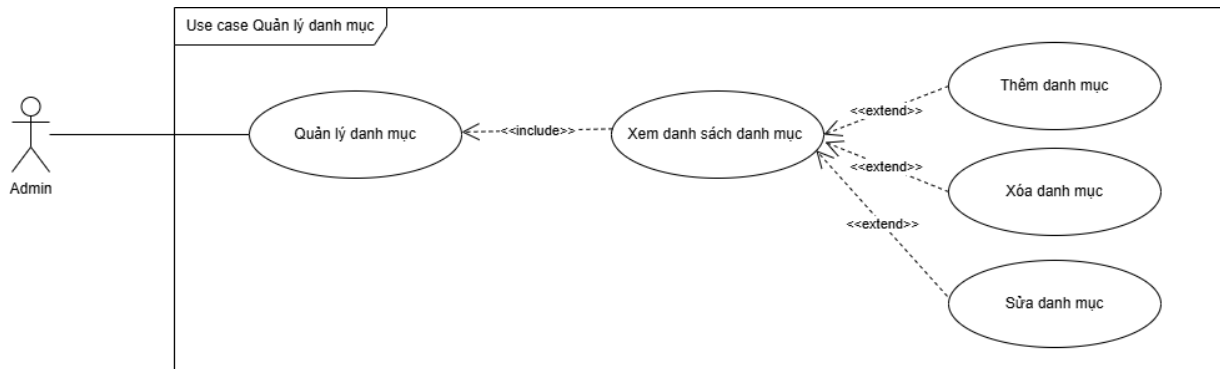 Use case Quản lý danh mục
Thêm danh mục
<<extend>>
Quản lý danh mục
<<include>>
Xem danh sách danh mục
<<extend>>
Xóa danh mục
Admin
<<extend>>
Sửa danh mục